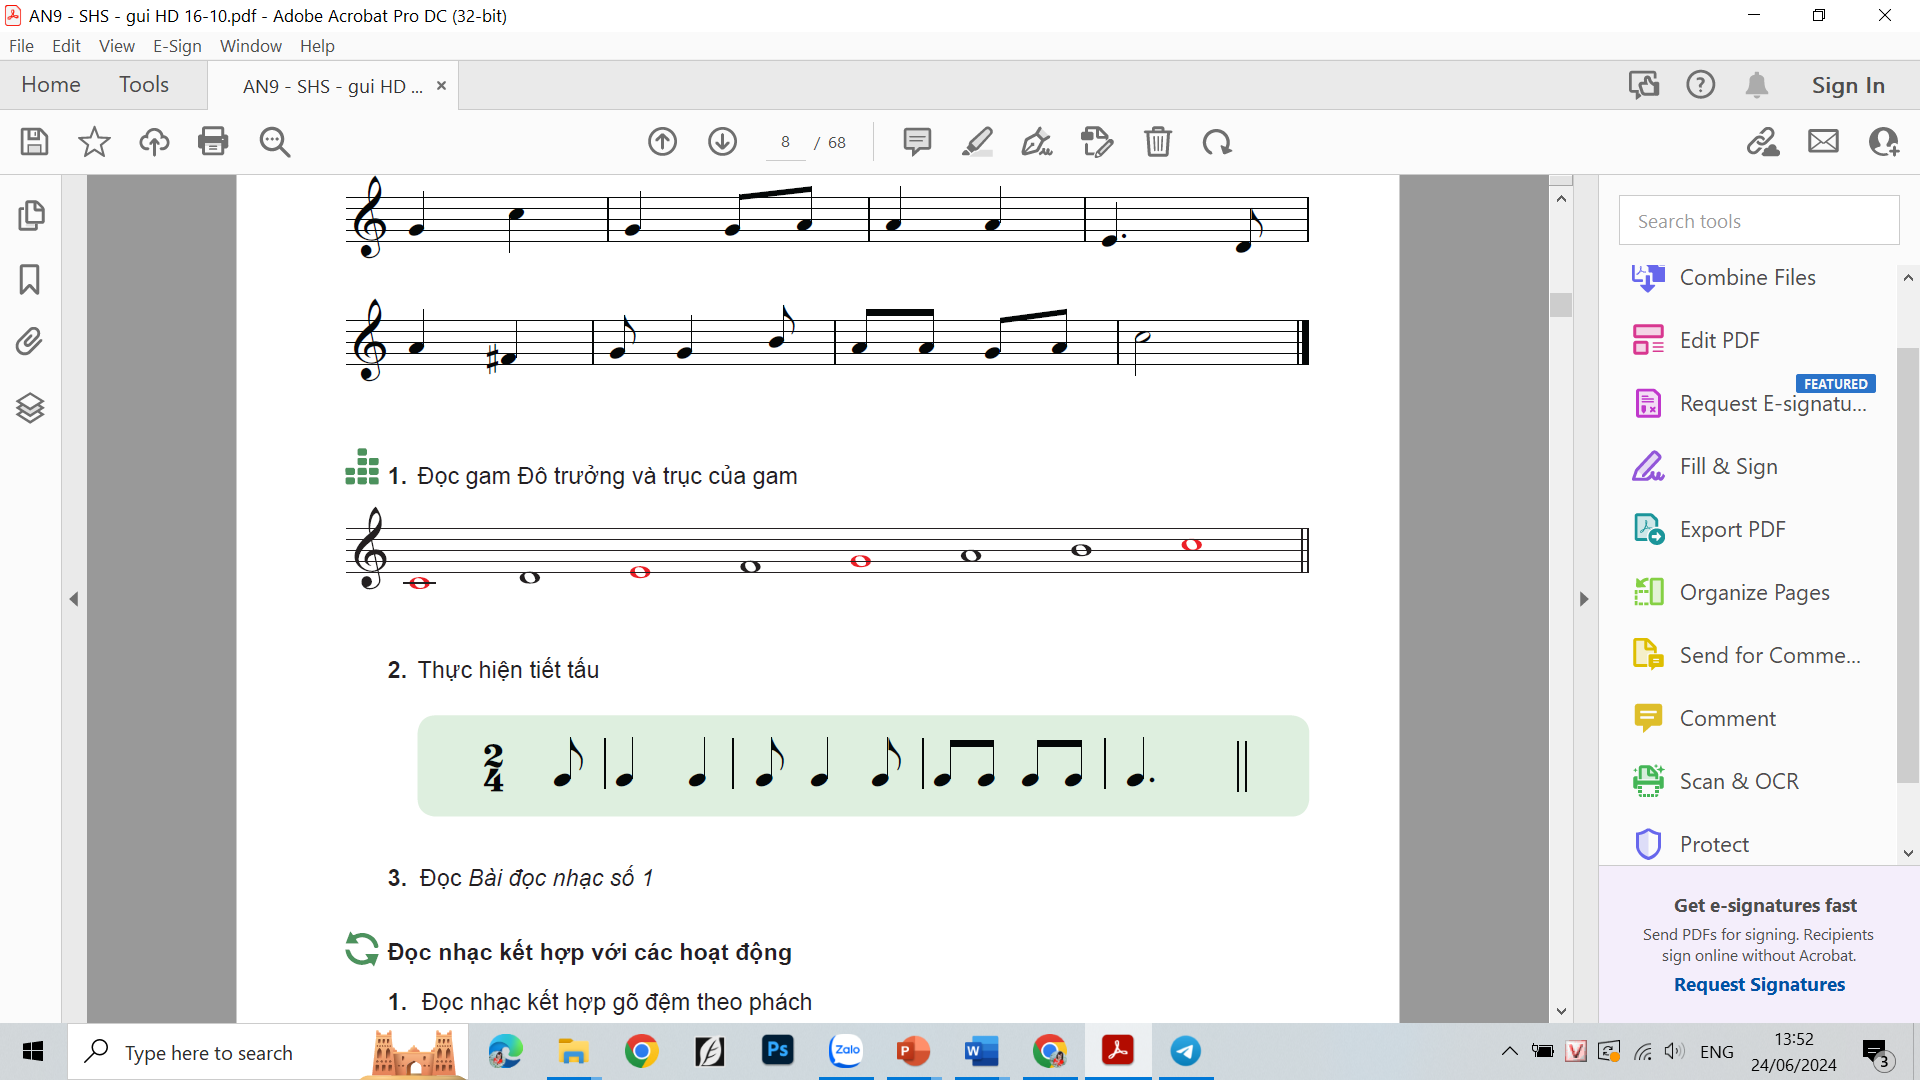 AN9 - SHS - gui HD 16-10.pdf - Adobe Acrobat Pro DC (32-bit)
File Edit View E-Sign Window Help
Home Tools AN9 - SHS - gui HD ... × Sign In
8 / 68
1. Đọc gam Đô trưởng và trục của gam
2. Thực hiện tiết tấu
2
4
3. Đọc Bài đọc nhạc số 1
Đọc nhạc kết hợp với các hoạt động
1. Đọc nhạc kết hợp gõ đệm theo phách
Search tools
Combine Files
Edit PDF
FEATURED
Request E-signatu...
Fill & Sign
Export PDF
Organize Pages
Send for Comme...
Comment
Scan & OCR
Protect
Get e-signatures fast
Send PDFs for signing. Recipients
sign online without Acrobat.
Request Signatures
Type here to search
Ps
Zalo
P
W
V
ENG
13:52
24/06/2024
3